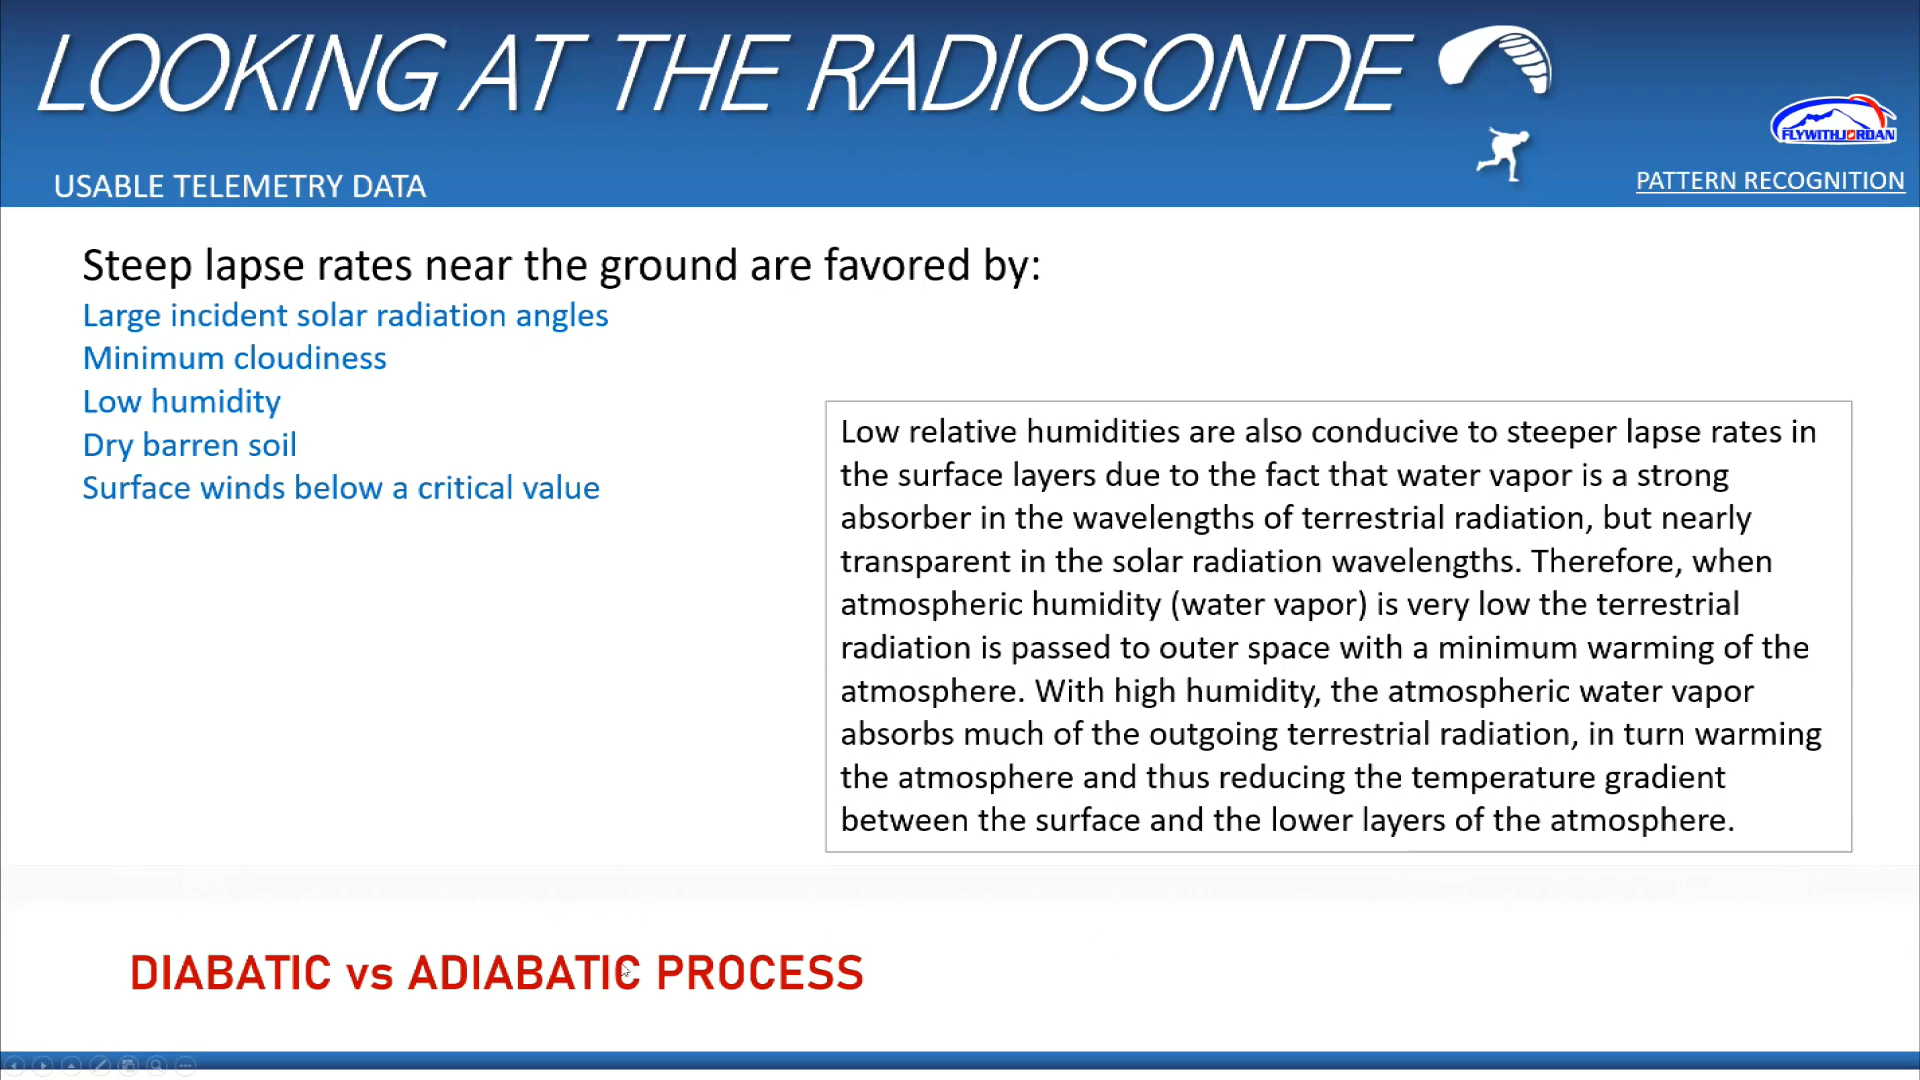 LOOKING AT THE RADIOSONDE
FLYWITHJORDAN
USABLE TELEMETRY DATA
PATTERN RECOGNITION
Steep lapse rates near the ground are favored by:
Large incident solar radiation angles
Minimum cloudiness
Low humidity
Dry barren soil
Surface winds below a critical value
Low relative humidities are also conducive to steeper lapse rates in
the surface layers due to the fact that water vapor is a strong
absorber in the wavelengths of terrestrial radiation, but nearly
transparent in the solar radiation wavelengths. Therefore, when
atmospheric humidity (water vapor) is very low the terrestrial
radiation is passed to outer space with a minimum warming of the
atmosphere. With high humidity, the atmospheric water vapor
absorbs much of the outgoing terrestrial radiation, in turn warming
the atmosphere and thus reducing the temperature gradient
between the surface and the lower layers of the atmosphere.
DIABATIC vs ADIABATIC PROCESS